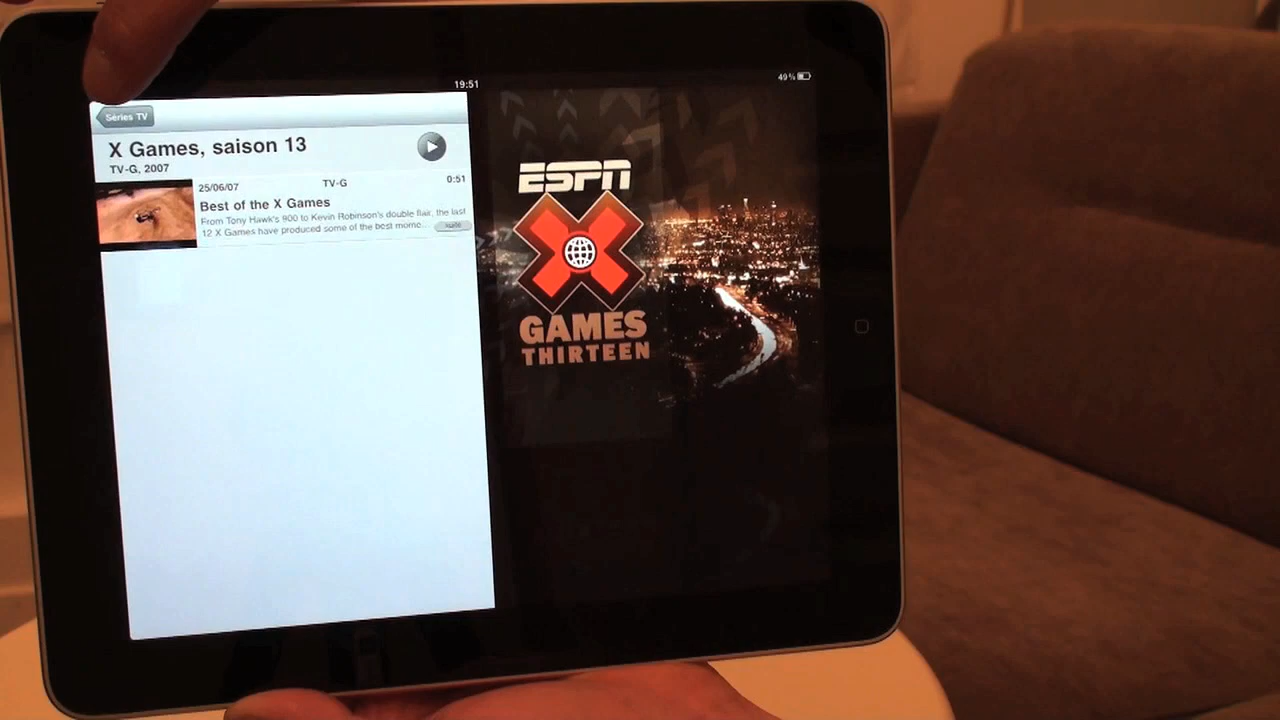 19:51
49%
Séries TV
X Games, saison 13
TV-G, 2007
25/06/07 TV-G 0:51
Best of the X Games
From Tony Hawk's 900 to Kevin Robinson's double flair, the last
12 X Games have produced some of the best mome...
suite
ESPN
X
GAMES
THIRTEEN